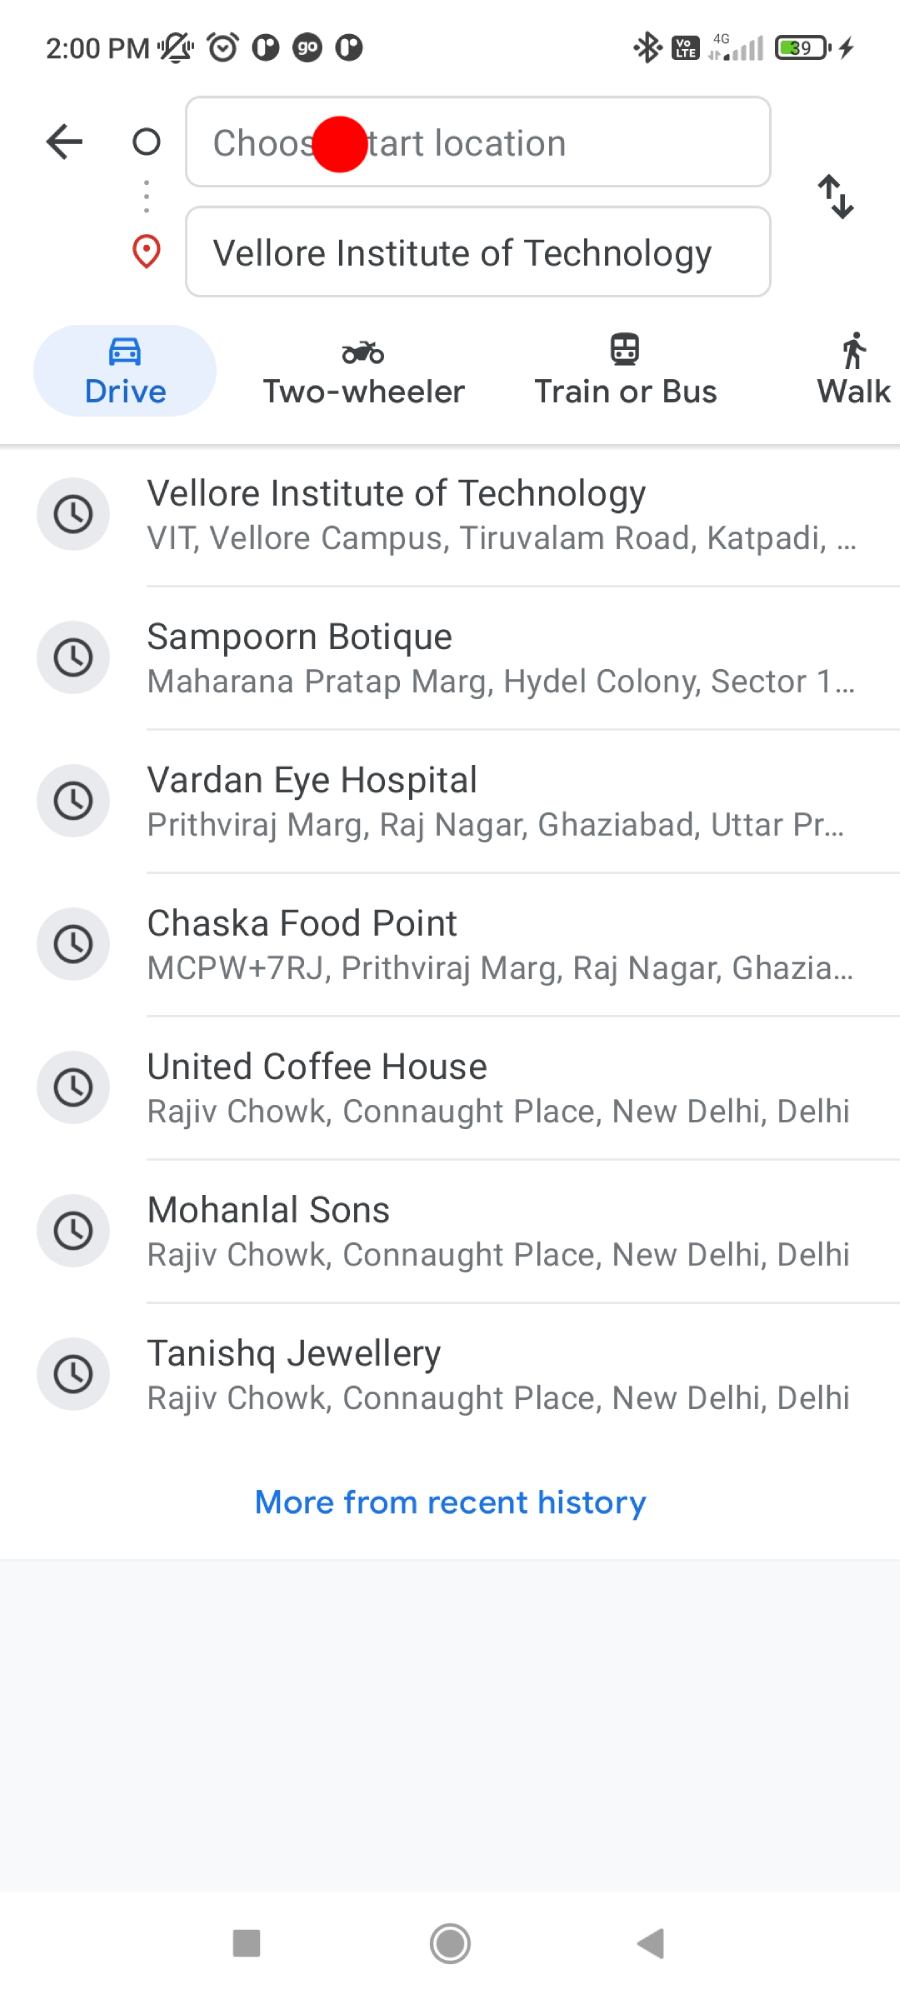 2:00 PM
go
Vo LTE
4G
39
Choos tart location
Vellore Institute of Technology
Drive
Two-wheeler
Train or Bus
Walk
Vellore Institute of Technology
VIT, Vellore Campus, Tiruvalam Road, Katpadi, ...
Sampoorn Botique
Maharana Pratap Marg, Hydel Colony, Sector 1...
Vardan Eye Hospital
Prithviraj Marg, Raj Nagar, Ghaziabad, Uttar Pr...
Chaska Food Point
MCPW+7RJ, Prithviraj Marg, Raj Nagar, Ghazia...
United Coffee House
Rajiv Chowk, Connaught Place, New Delhi, Delhi
Mohanlal Sons
Rajiv Chowk, Connaught Place, New Delhi, Delhi
Tanishq Jewellery
Rajiv Chowk, Connaught Place, New Delhi, Delhi
More from recent history